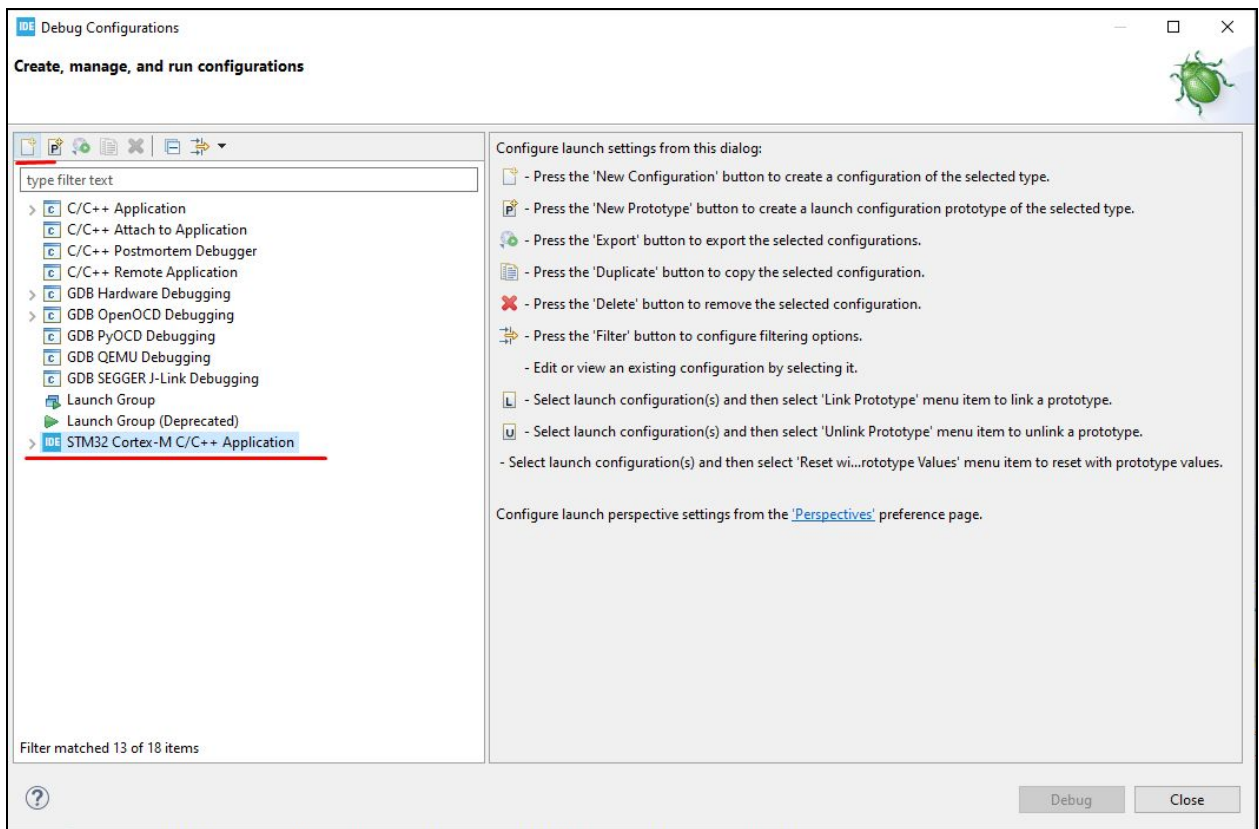 IDE Debug Configurations
Create, manage, and run configurations
type filter text
C/C++ Application
C/C++ Attach to Application
C/C++ Postmortem Debugger
C/C++ Remote Application
GDB Hardware Debugging
GDB OpenOCD Debugging
GDB PyOCD Debugging
GDB QEMU Debugging
GDB SEGGER J-Link Debugging
Launch Group
Launch Group (Deprecated)
IDE STM32 Cortex-M C/C++ Application
Filter matched 13 of 18 items
Configure launch settings from this dialog:
- Press the 'New Configuration' button to create a configuration of the selected type.
- Press the 'New Prototype' button to create a launch configuration prototype of the selected type.
- Press the 'Export' button to export the selected configurations.
- Press the 'Duplicate' button to copy the selected configuration.
- Press the 'Delete' button to remove the selected configuration.
- Press the 'Filter' button to configure filtering options.
- Edit or view an existing configuration by selecting it.
L - Select launch configuration(s) and then select 'Link Prototype' menu item to link a prototype.
U - Select launch configuration(s) and then select 'Unlink Prototype' menu item to unlink a prototype.
- Select launch configuration(s) and then select 'Reset wi...rototype Values' menu item to reset with prototype values.
Configure launch perspective settings from the 'Perspectives' preference page.
? Debug Close